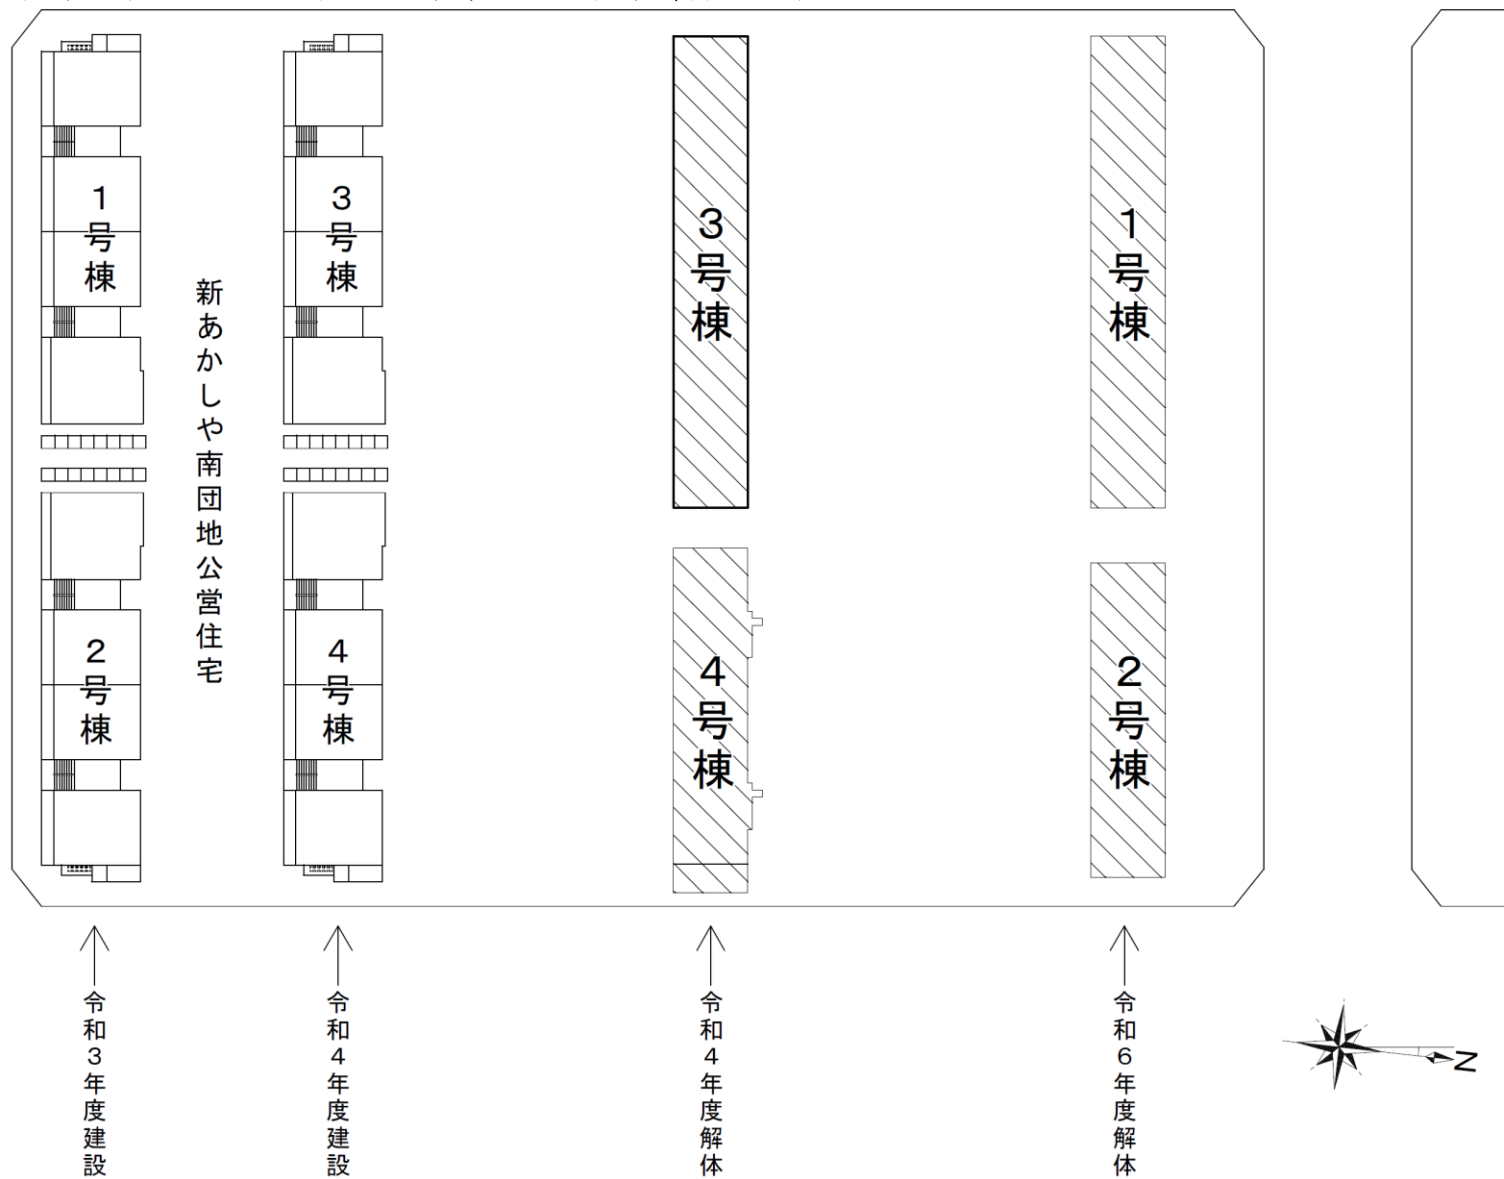 1号棟
3号棟
3号棟
1号棟
新あかしや南団地公営住宅
2号棟
4号棟
4号棟
2号棟
令和3年度建設
令和4年度建設
令和4年度解体
令和6年度解体
N